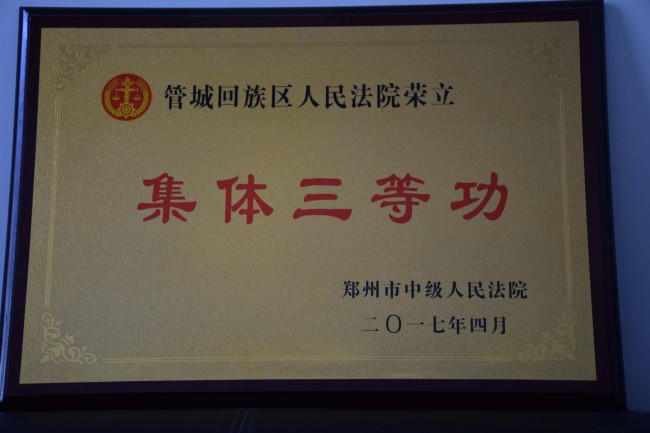 管城回族区人民法院荣立
集体三等功
郑州市中级人民法院
二〇一七年四月